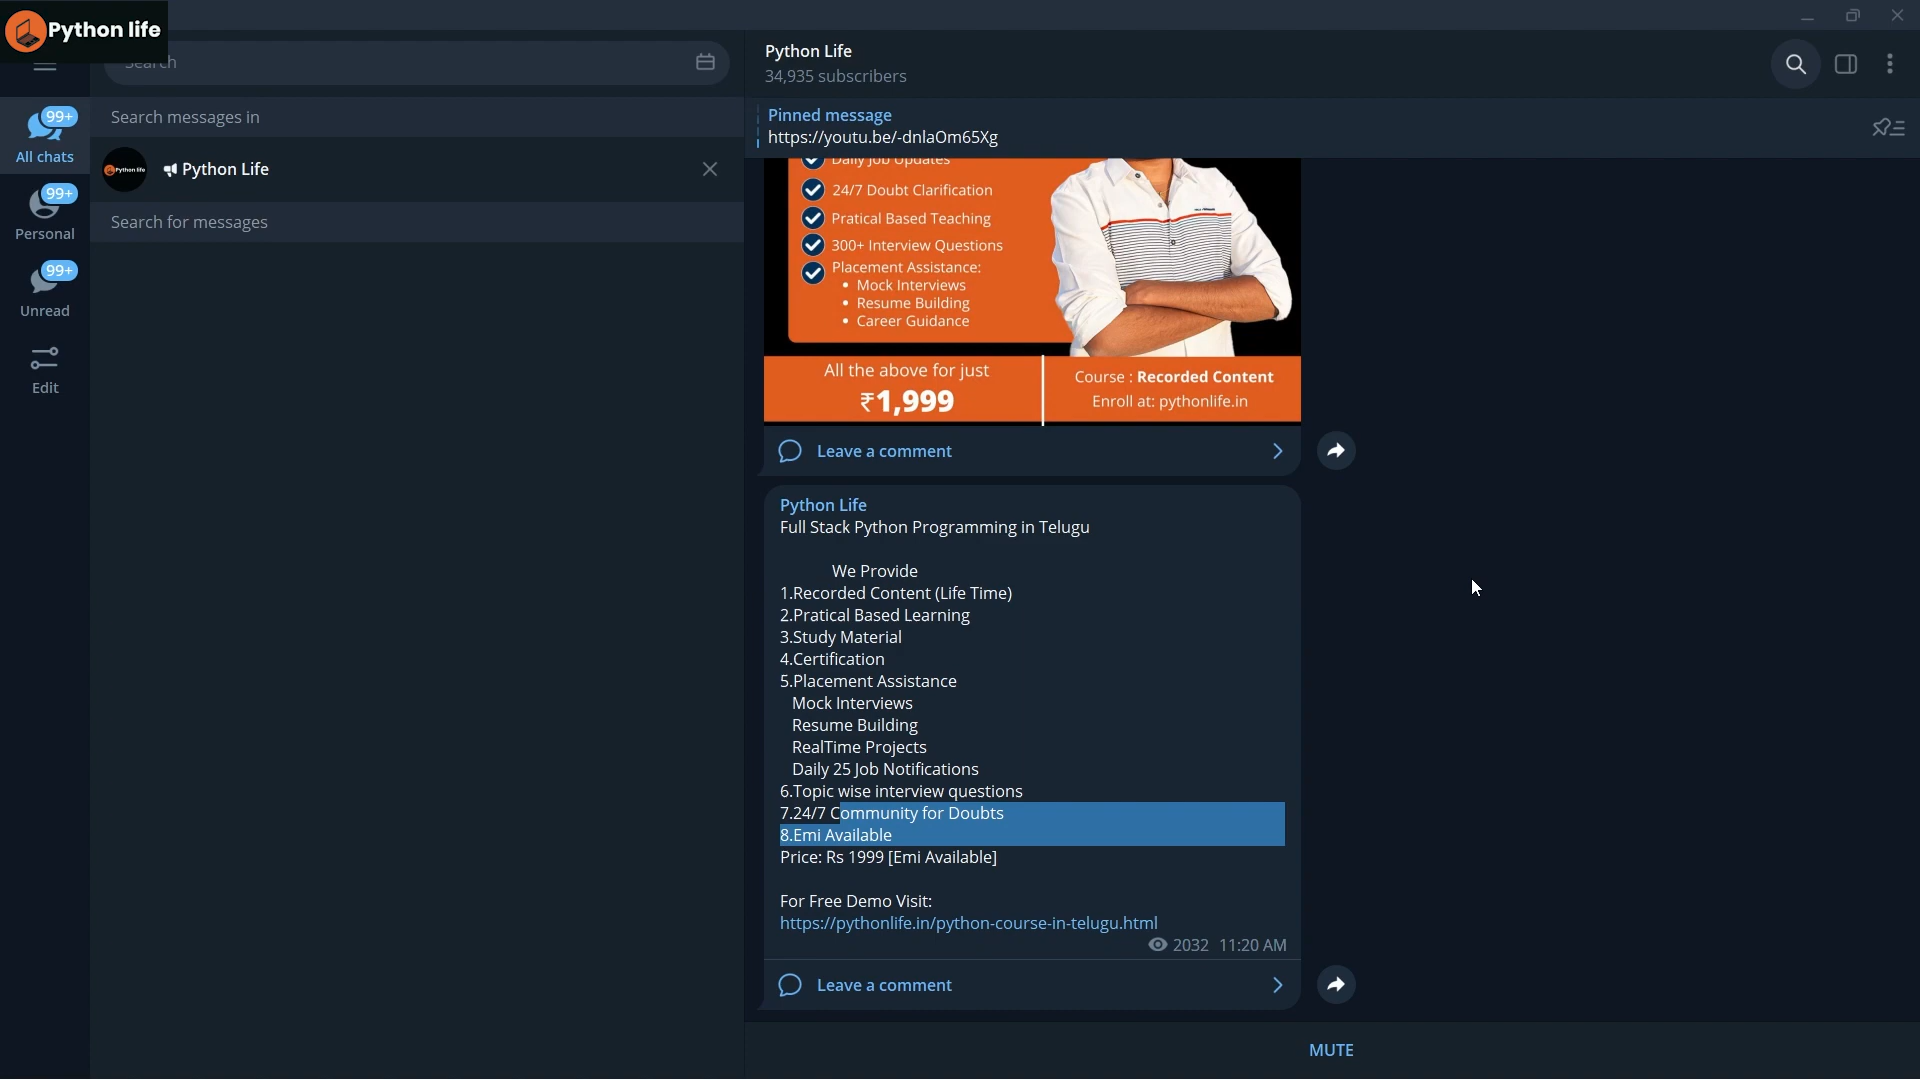 Python life
Search
All chats
99+
Personal
99+
Unread
99+
Edit
Search messages in
Python life
Python Life
Search for messages
Python Life
34,935 subscribers
Pinned message
https://youtu.be/-dnlaOm65Xg
Daily Job Updates
24/7 Doubt Clarification
Pratical Based Teaching
300+ Interview Questions
Placement Assistance:
• Mock Interviews
• Resume Building
• Career Guidance
All the above for just
₹1,999
Course : Recorded Content
Enroll at: pythonlife.in
Leave a comment
Python Life
Full Stack Python Programming in Telugu
We Provide
1.Recorded Content (Life Time)
2.Pratical Based Learning
3.Study Material
4.Certification
5.Placement Assistance
Mock Interviews
Resume Building
RealTime Projects
Daily 25 Job Notifications
6.Topic wise interview questions
7.24/7 Community for Doubts
8.Emi Available
Price: Rs 1999 [Emi Available]
For Free Demo Visit:
https://pythonlife.in/python-course-in-telugu.html
2032 11:20 AM
Leave a comment
MUTE